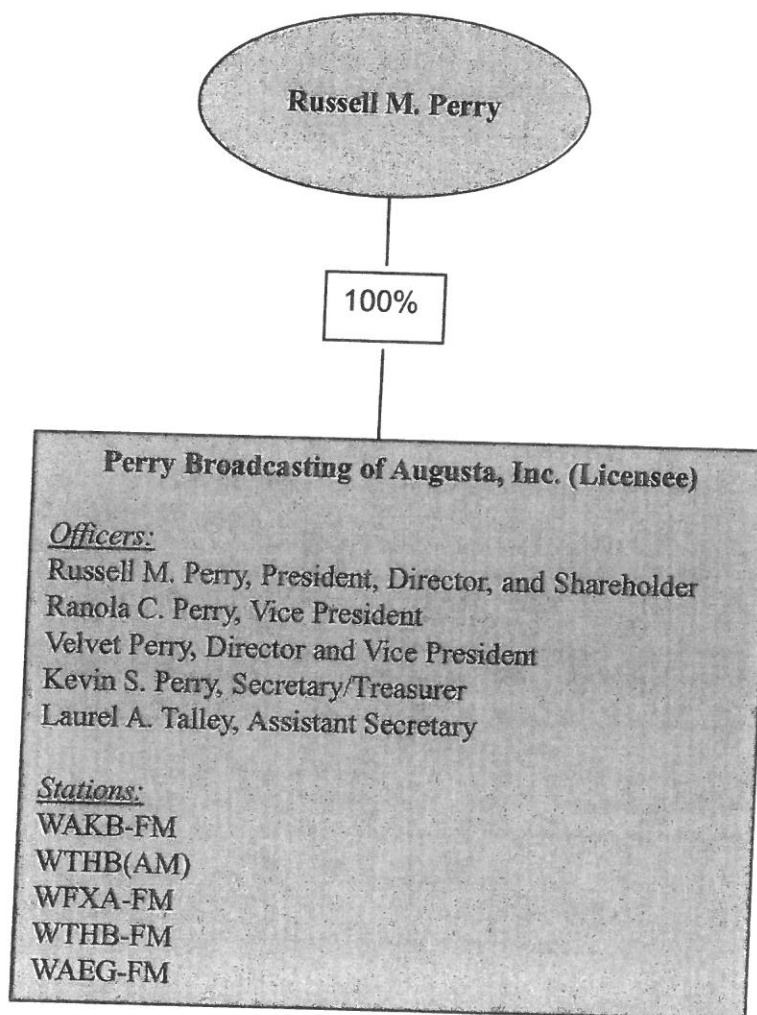 Russell M. Perry
100%
Perry Broadcasting of Augusta, Inc. (Licensee)
Officers:
Russell M. Perry, President, Director, and Shareholder
Ranola C. Perry, Vice President
Velvet Perry, Director and Vice President
Kevin S. Perry, Secretary/Treasurer
Laurel A. Talley, Assistant Secretary
Stations:
WAKB-FM
WTHB(AM)
WFXA-FM
WTHB-FM
WAEG-FM